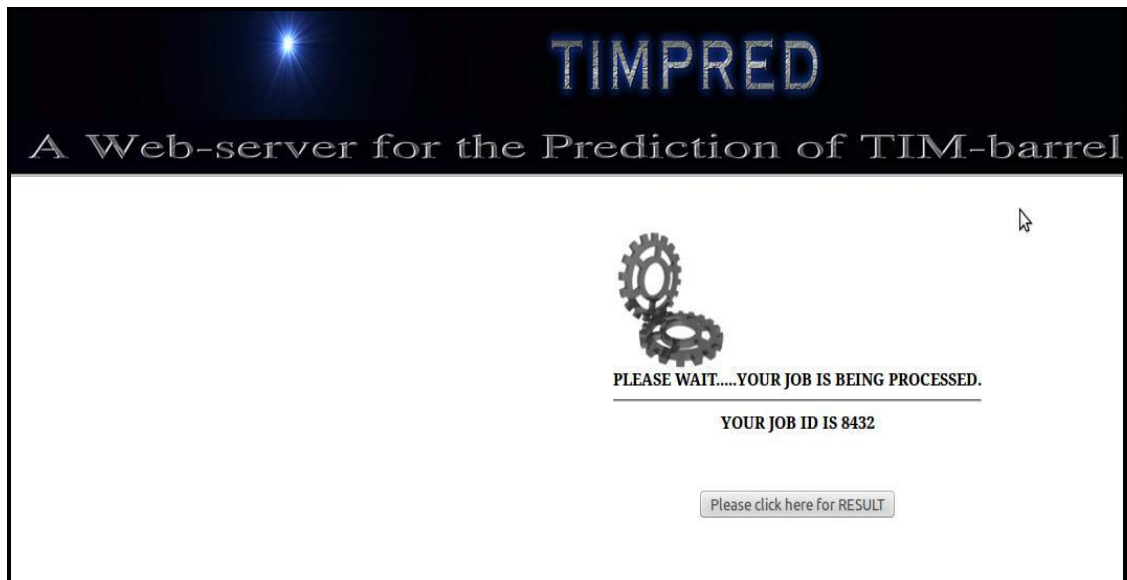 TIMPRED
A Web-server for the Prediction of TIM-barrel
PLEASE WAIT.....YOUR JOB IS BEING PROCESSED.
YOUR JOB ID IS 8432
Please click here for RESULT